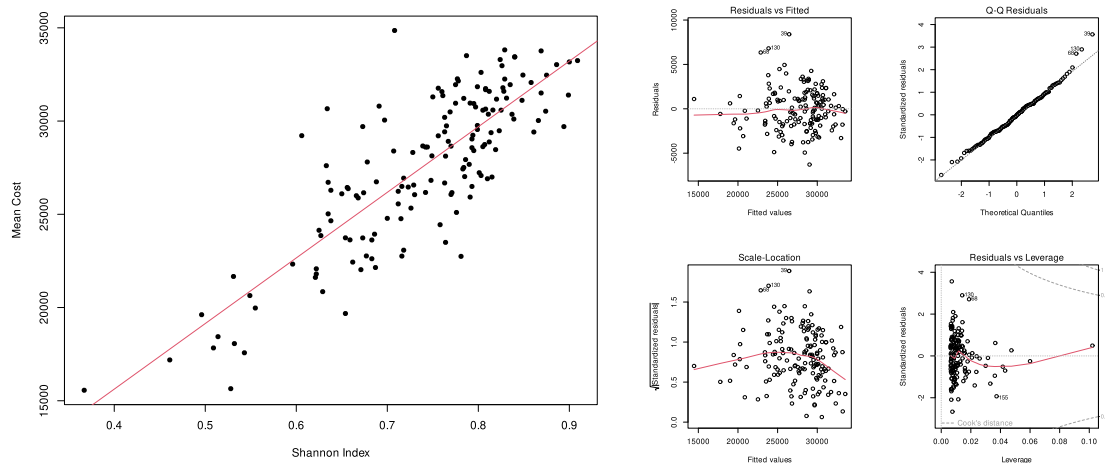 35000
30000
25000
20000
15000
Mean Cost
0.4 0.5 0.6 0.7 0.8 0.9
Shannon Index
Residuals vs Fitted
10000
5000
0
-5000
Residuals
39
68 130
15000 20000 25000 30000
Fitted values
Q-Q Residuals
4
3
2
1
0
-1
-2
Standardized residuals
39
130
68
-2 -1 0 1 2
Theoretical Quantiles
Scale-Location
1.5
1.0
0.5
0.0
√|Standardized residuals|
39
68 130
15000 20000 25000 30000
Fitted values
Residuals vs Leverage
4
2
0
-2
Standardized residuals
130
68
155
Cook's distance
0.00 0.02 0.04 0.06 0.08 0.10
Leverage